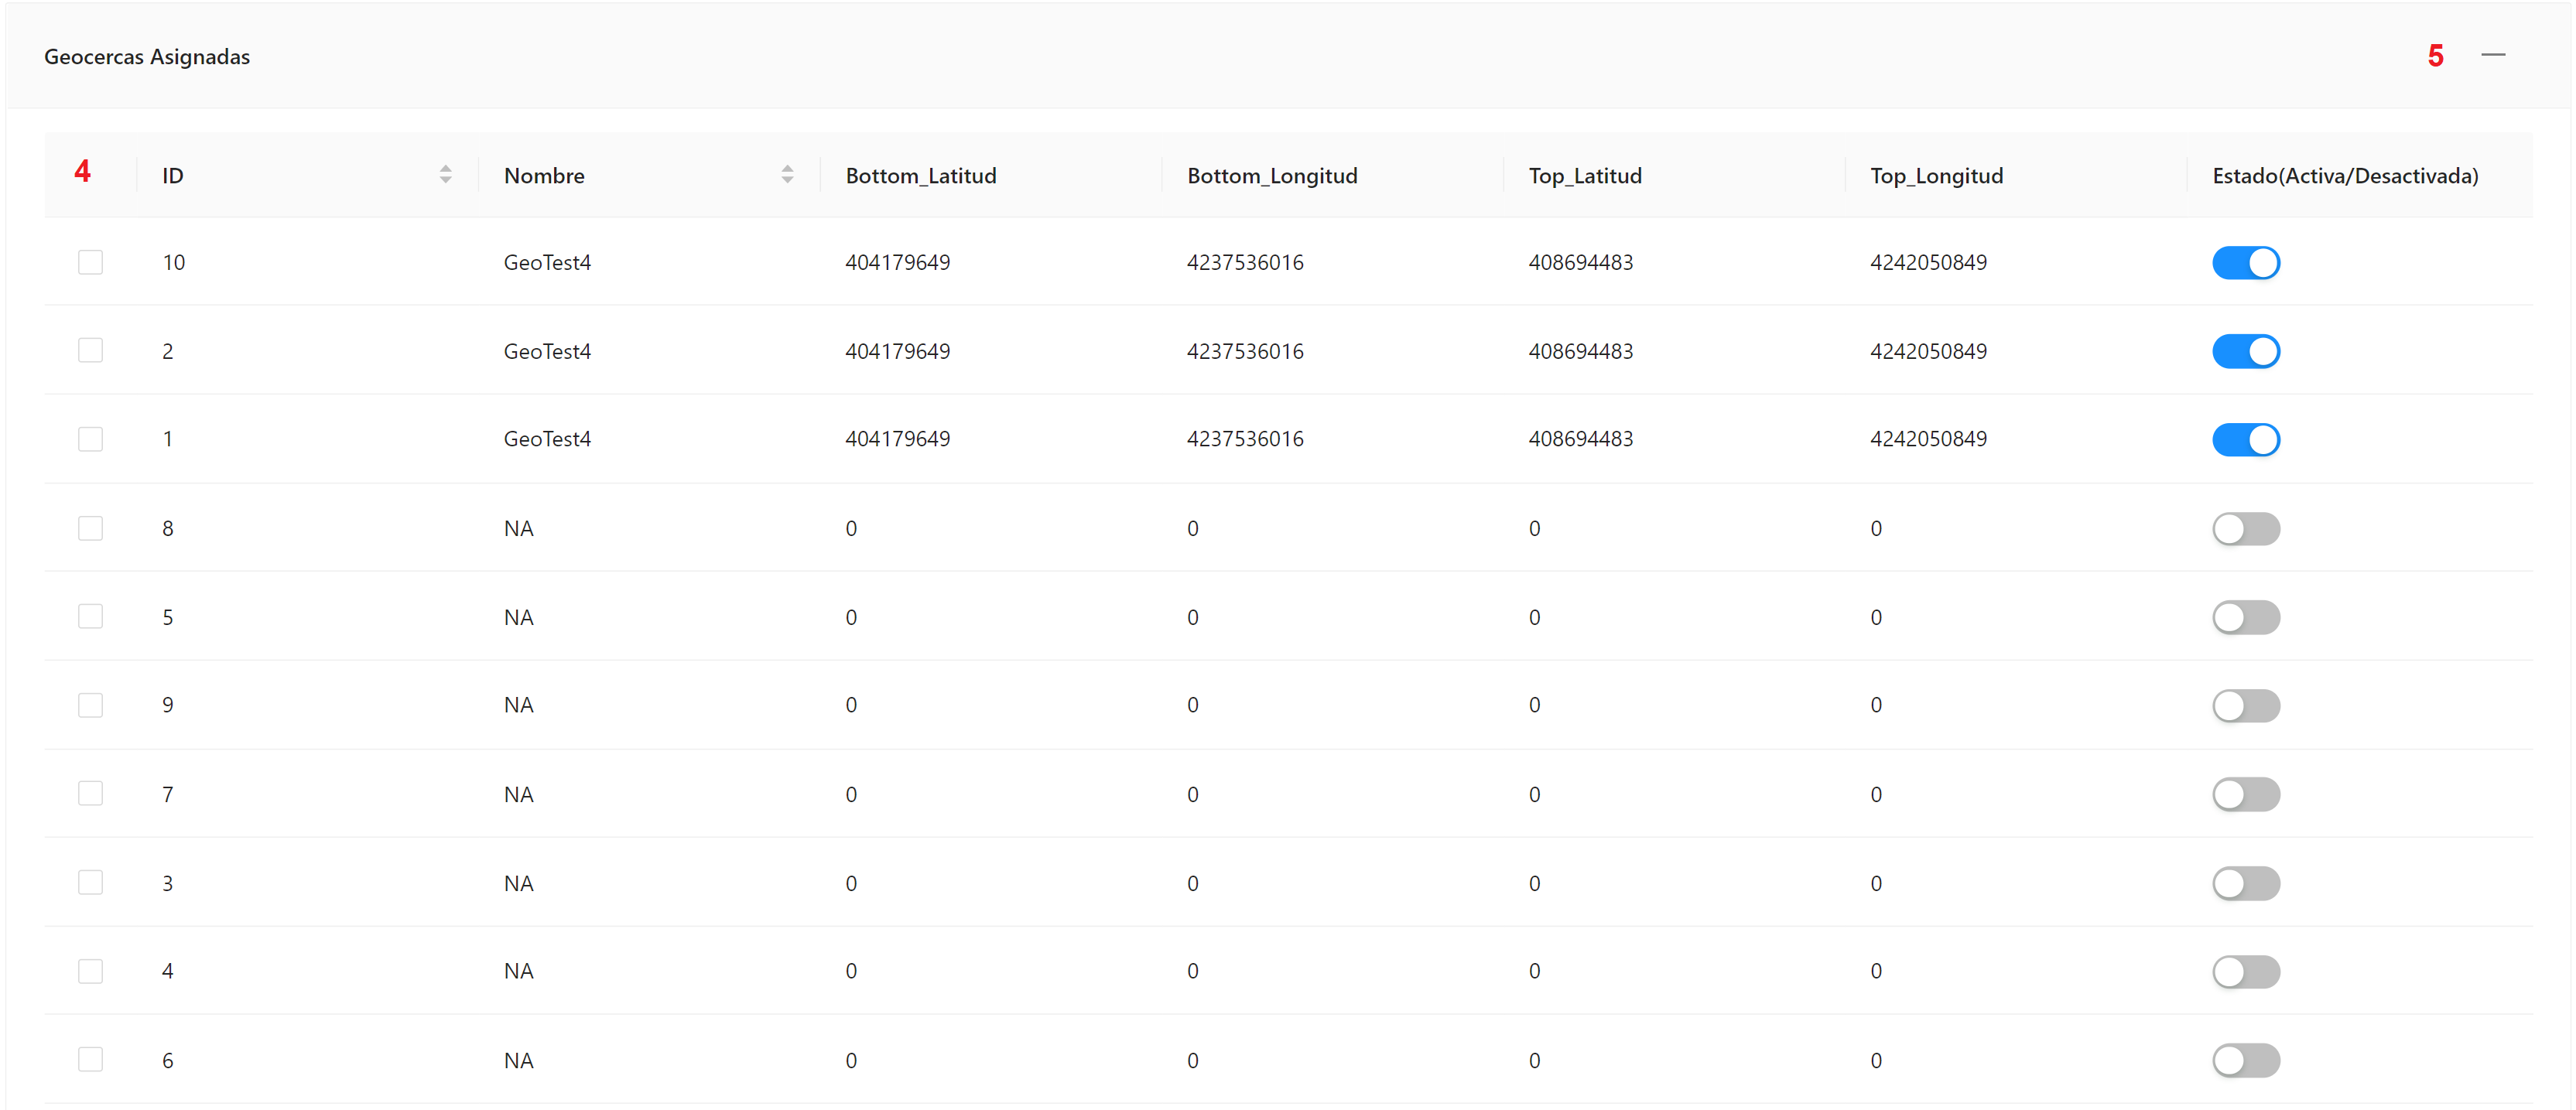 Geocercas Asignadas 5
4 ID Nombre Bottom_Latitud Bottom_Longitud Top_Latitud Top_Longitud Estado(Activa/Desactivada)
10 GeoTest4 404179649 4237536016 408694483 4242050849
2 GeoTest4 404179649 4237536016 408694483 4242050849
1 GeoTest4 404179649 4237536016 408694483 4242050849
8 NA 0 0 0 0
5 NA 0 0 0 0
9 NA 0 0 0 0
7 NA 0 0 0 0
3 NA 0 0 0 0
4 NA 0 0 0 0
6 NA 0 0 0 0